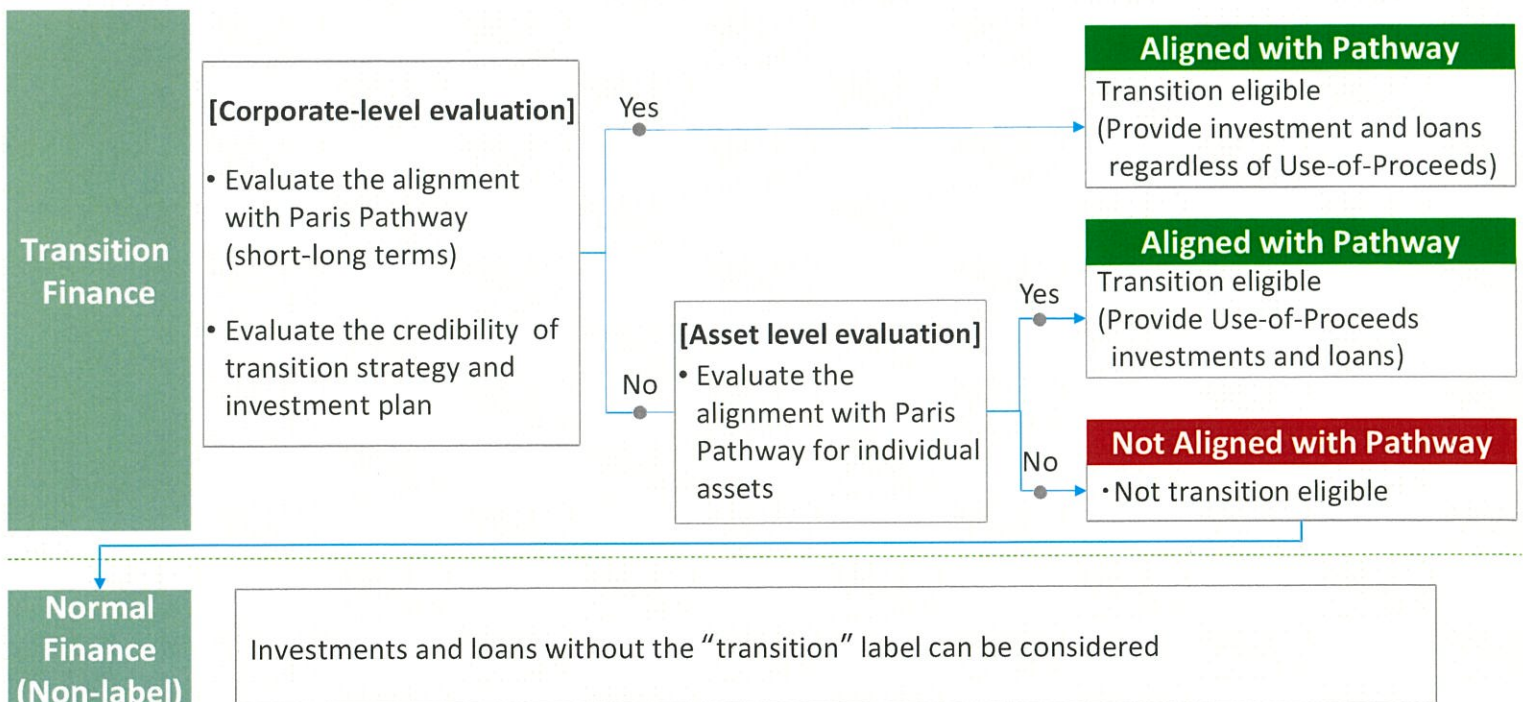 Transition
Finance
[Corporate-level evaluation]
• Evaluate the alignment
with Paris Pathway
(short-long terms)
• Evaluate the credibility of
transition strategy and
investment plan
Yes
No
[Asset level evaluation]
• Evaluate the
alignment with Paris
Pathway for individual
assets
Yes
No
Aligned with Pathway
Transition eligible
(Provide investment and loans
regardless of Use-of-Proceeds)
Aligned with Pathway
Transition eligible
(Provide Use-of-Proceeds
investments and loans)
Not Aligned with Pathway
・Not transition eligible
Normal
Finance
(Non-label)
Investments and loans without the “transition” label can be considered